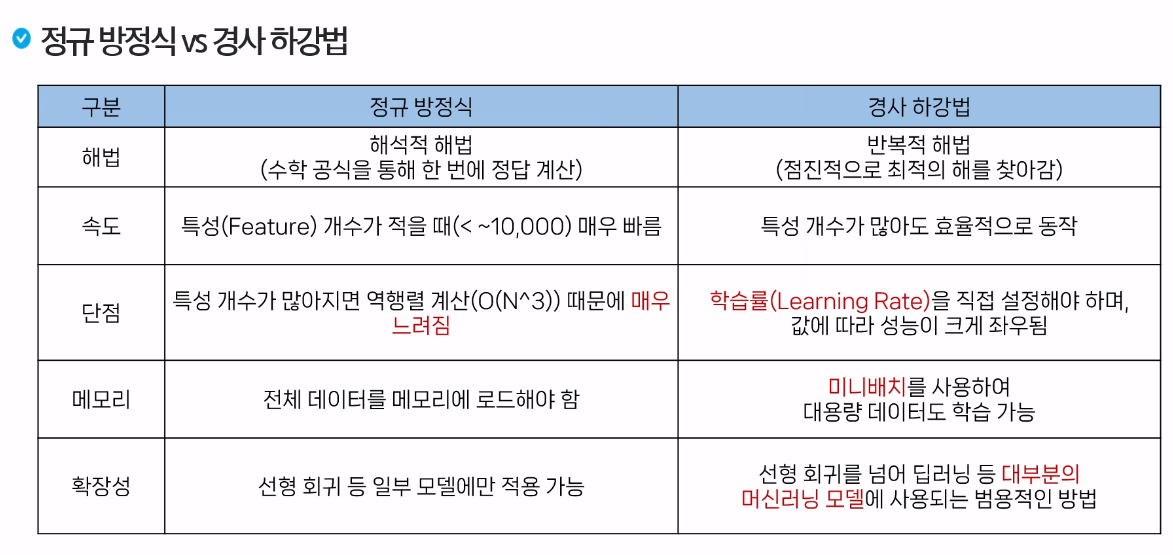 정규 방정식 vs 경사 하강법
구분
정규 방정식
경사 하강법
해법
해석적 해법
(수학 공식을 통해 한 번에 정답 계산)
반복적 해법
(점진적으로 최적의 해를 찾아감)
속도
특성(Feature) 개수가 적을 때(< ~10,000) 매우 빠름
특성 개수가 많아도 효율적으로 동작
단점
특성 개수가 많아지면 역행렬 계산(O(N^3)) 때문에 매우
느려짐
학습률(Learning Rate)을 직접 설정해야 하며,
값에 따라 성능이 크게 좌우됨
메모리
전체 데이터를 메모리에 로드해야 함
미니배치를 사용하여
대용량 데이터도 학습 가능
확장성
선형 회귀 등 일부 모델에만 적용 가능
선형 회귀를 넘어 딥러닝 등 대부분의
머신러닝 모델에 사용되는 범용적인 방법